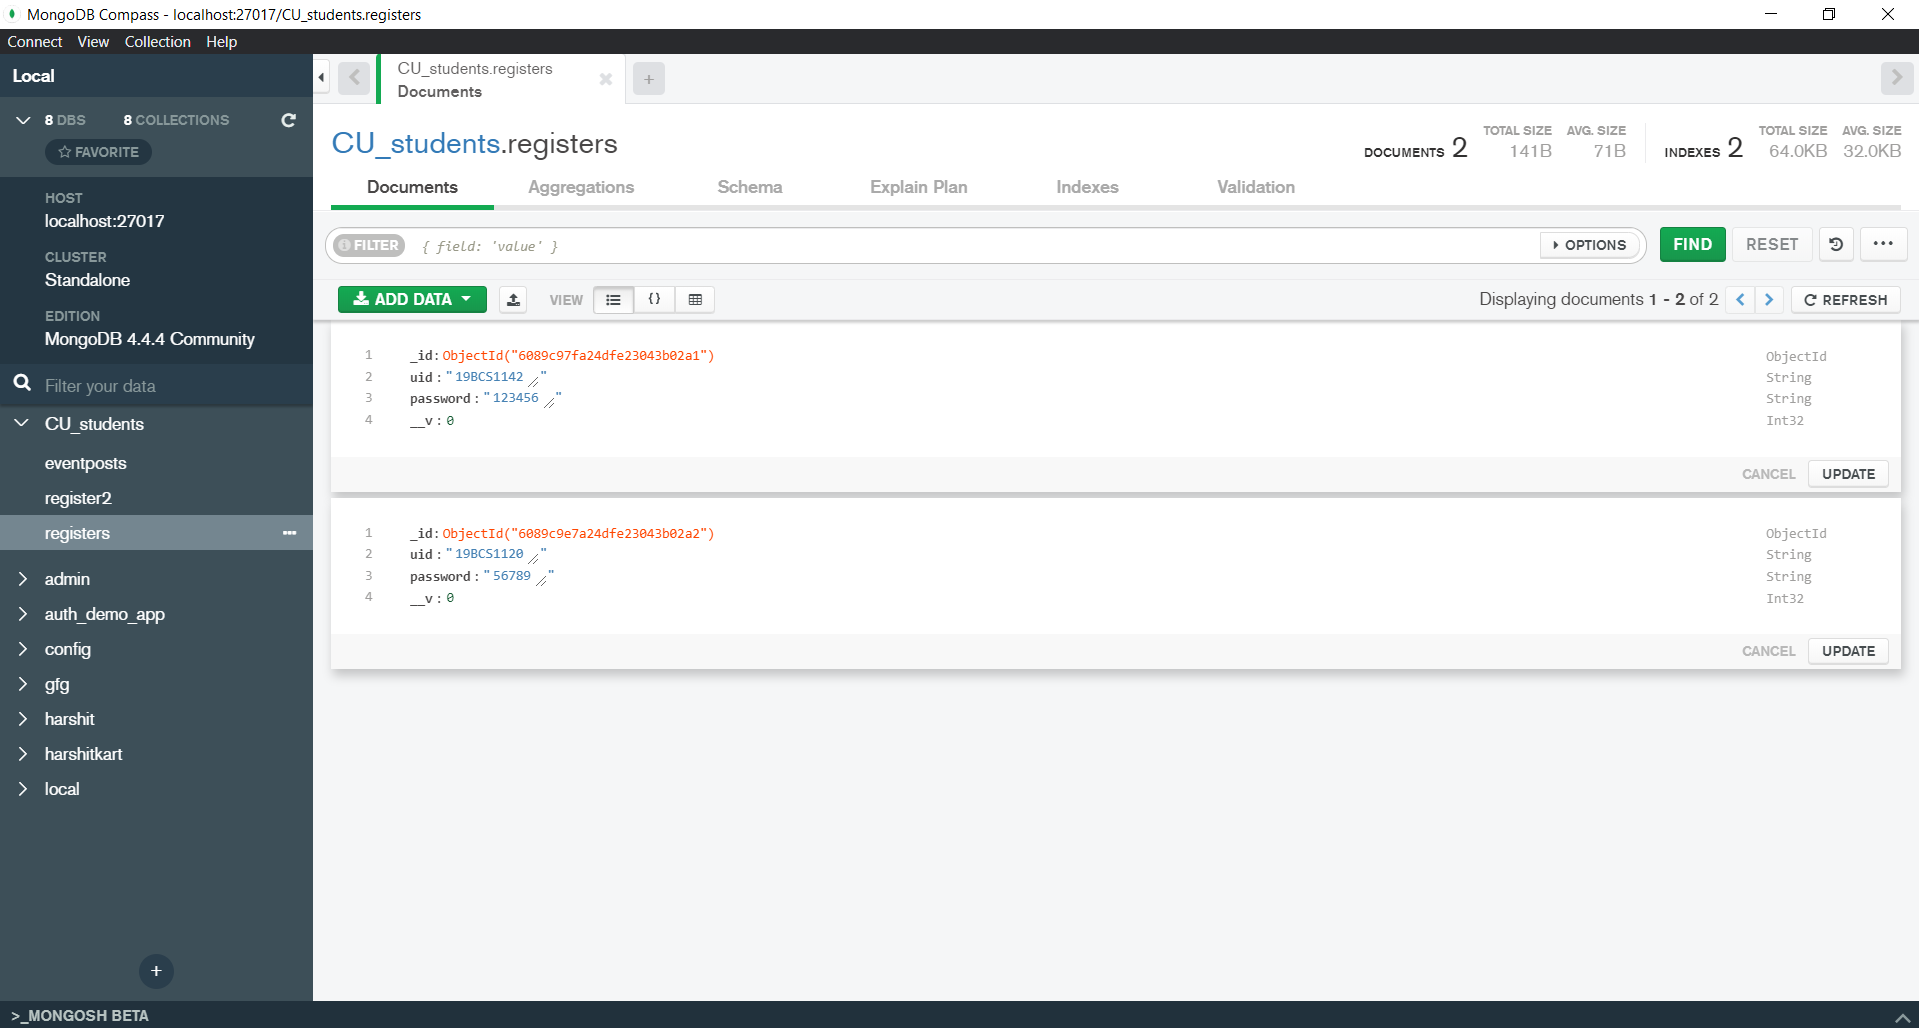 MongoDB Compass - localhost:27017/CU_students.registers
Connect View Collection Help
Local
8 DBS 8 COLLECTIONS
FAVORITE
HOST
localhost:27017
CLUSTER
Standalone
EDITION
MongoDB 4.4.4 Community
Filter your data
CU_students
eventposts
register2
registers
admin
auth_demo_app
config
gfg
harshit
harshitkart
local
+
CU_students.registers
Documents
+
CU_students.registers
DOCUMENTS 2 TOTAL SIZE 141B AVG. SIZE 71B INDEXES 2 TOTAL SIZE 64.0KB AVG. SIZE 32.0KB
Documents Aggregations Schema Explain Plan Indexes Validation
FILTER { field: 'value' } OPTIONS FIND RESET ...
ADD DATA VIEW {} Displaying documents 1 - 2 of 2 < > REFRESH
1 _id: ObjectId("6089c97fa24dfe23043b02a1") ObjectId
2 uid : "19BCS1142" String
3 password : "123456" String
4 __v : 0 Int32
CANCEL UPDATE
1 _id: ObjectId("6089c9e7a24dfe23043b02a2") ObjectId
2 uid : "19BCS1120" String
3 password : "56789" String
4 __v : 0 Int32
CANCEL UPDATE
>_MONGOSH BETA